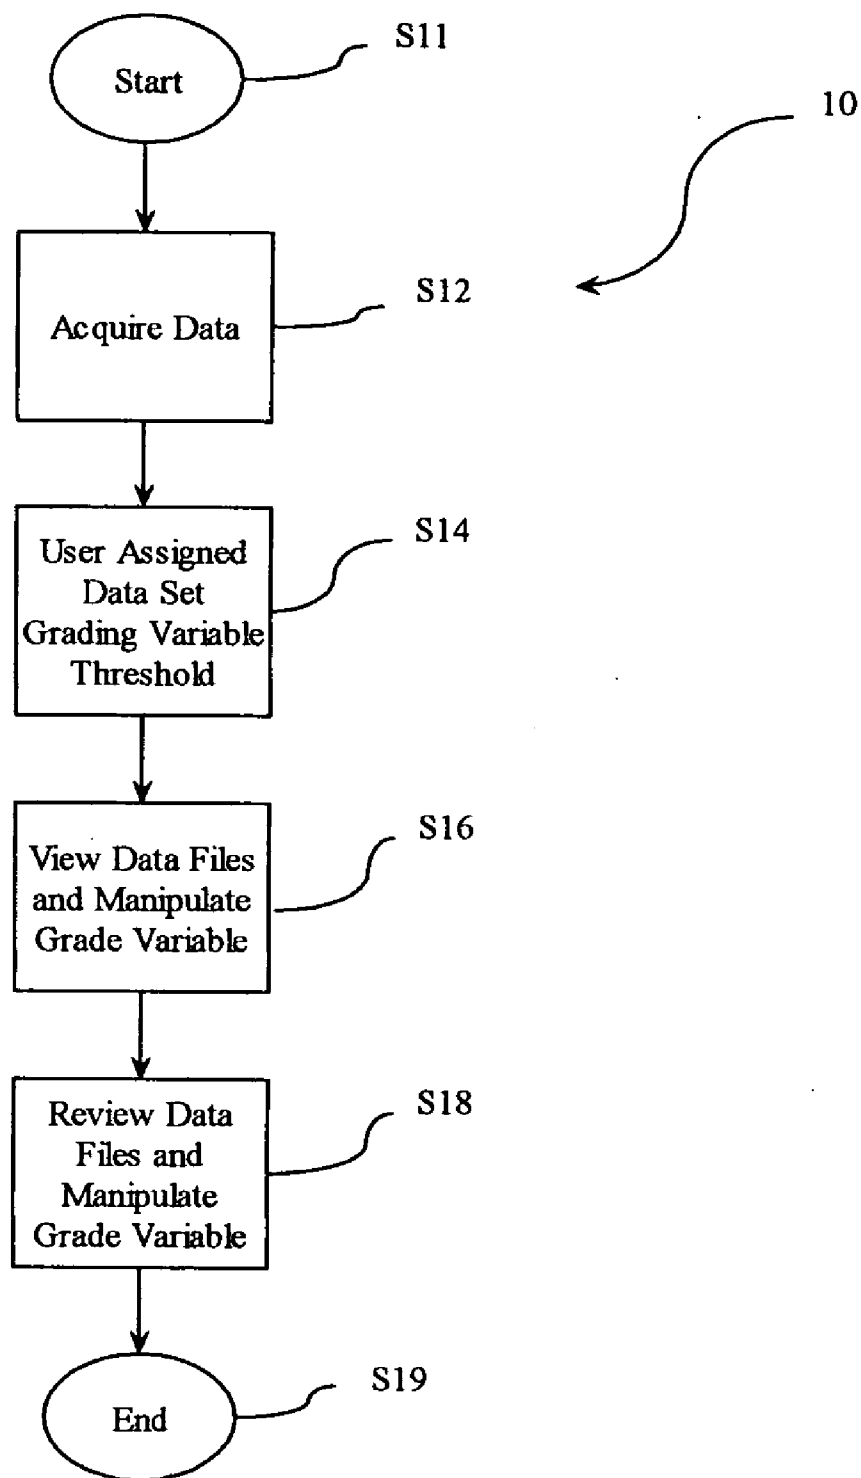 S11
Start
10
S12
Acquire Data
S14
User Assigned
Data Set
Grading Variable
Threshold
S16
View Data Files
and Manipulate
Grade Variable
S18
Review Data
Files and
Manipulate
Grade Variable
S19
End